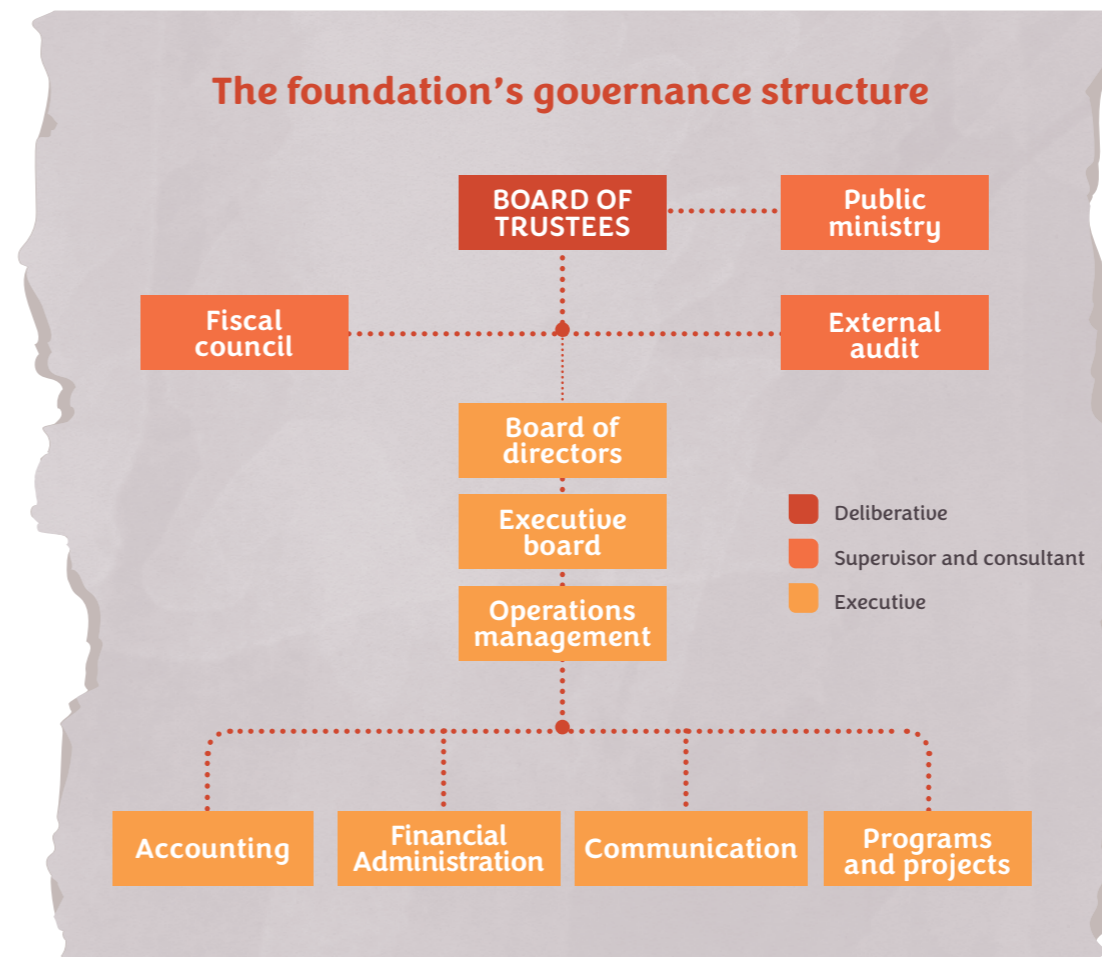 The foundation's governance structure
BOARD OF
TRUSTEES
Public
ministry
Fiscal
council
External
audit
Board of
directors
Executive
board
Operations
management
Deliberative
Supervisor and consultant
Executive
Accounting
Financial
Administration
Communication
Programs
and projects